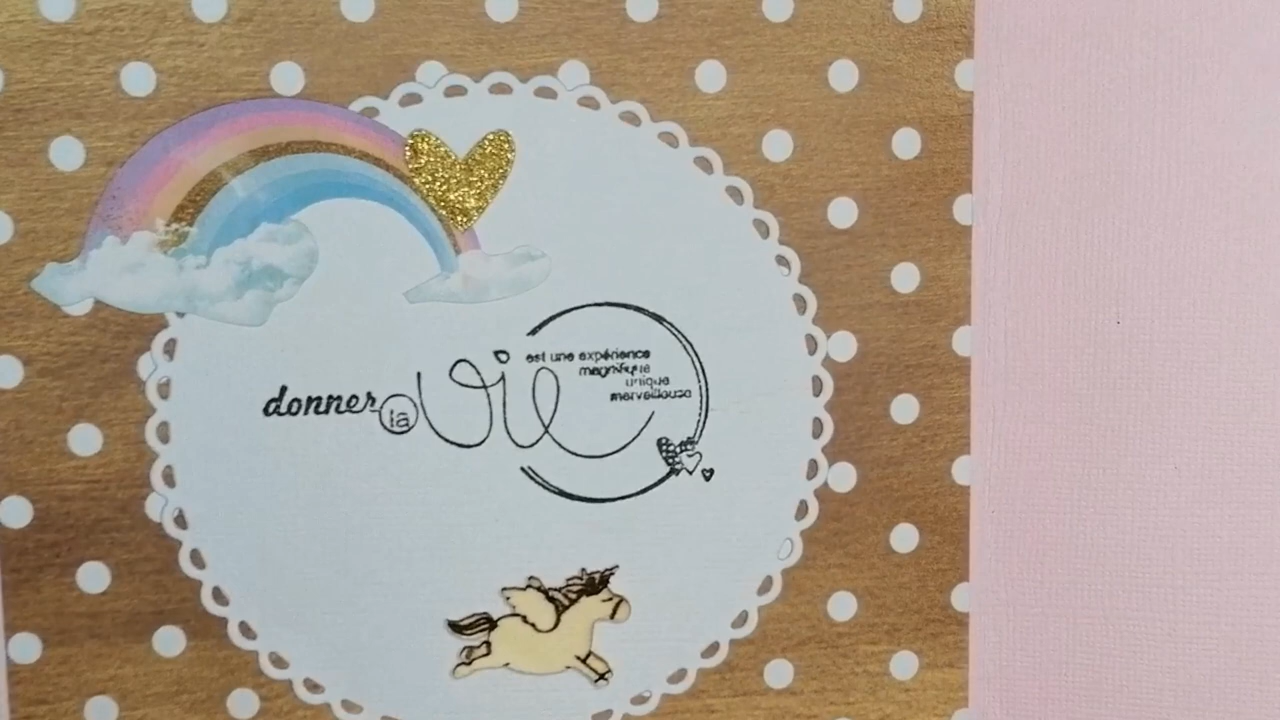 donner la vie
est une expérience
magnifique
unique
merveilleuse